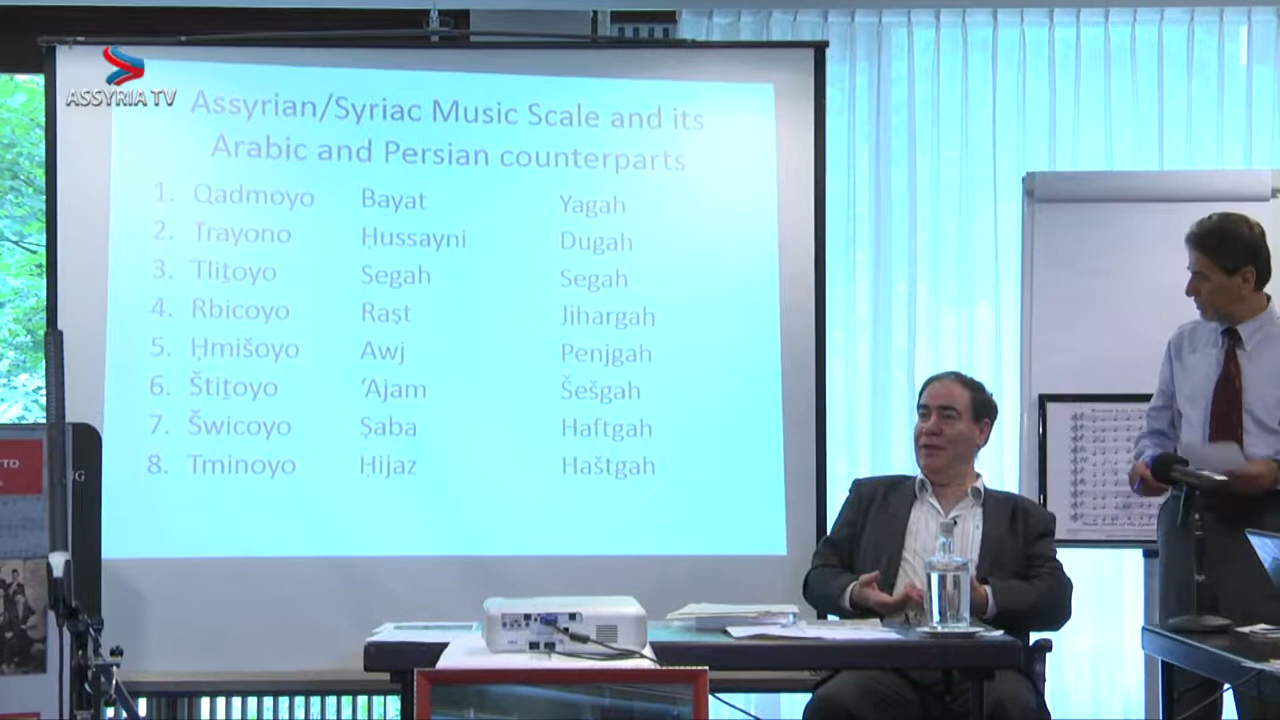 ASSYRIA TV
Assyrian/Syriac Music Scale and its
Arabic and Persian counterparts
1. Qadmoyo Bayat Yagah
2. Trayono Ḥussayni Dugah
3. Tliṯoyo Segah Segah
4. Rbicoyo Raṣt Jihargah
5. Ḥmišoyo Awj Penjgah
6. Štiṯoyo ‘Ajam Šešgah
7. Šwicoyo Ṣaba Haftgah
8. Tminoyo Ḥijaz Haštgah